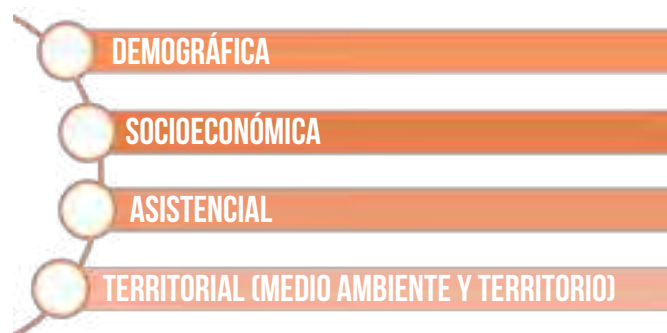 DEMOGRÁFICA
SOCIOECONÓMICA
ASISTENCIAL
TERRITORIAL (MEDIO AMBIENTE Y TERRITORIO)